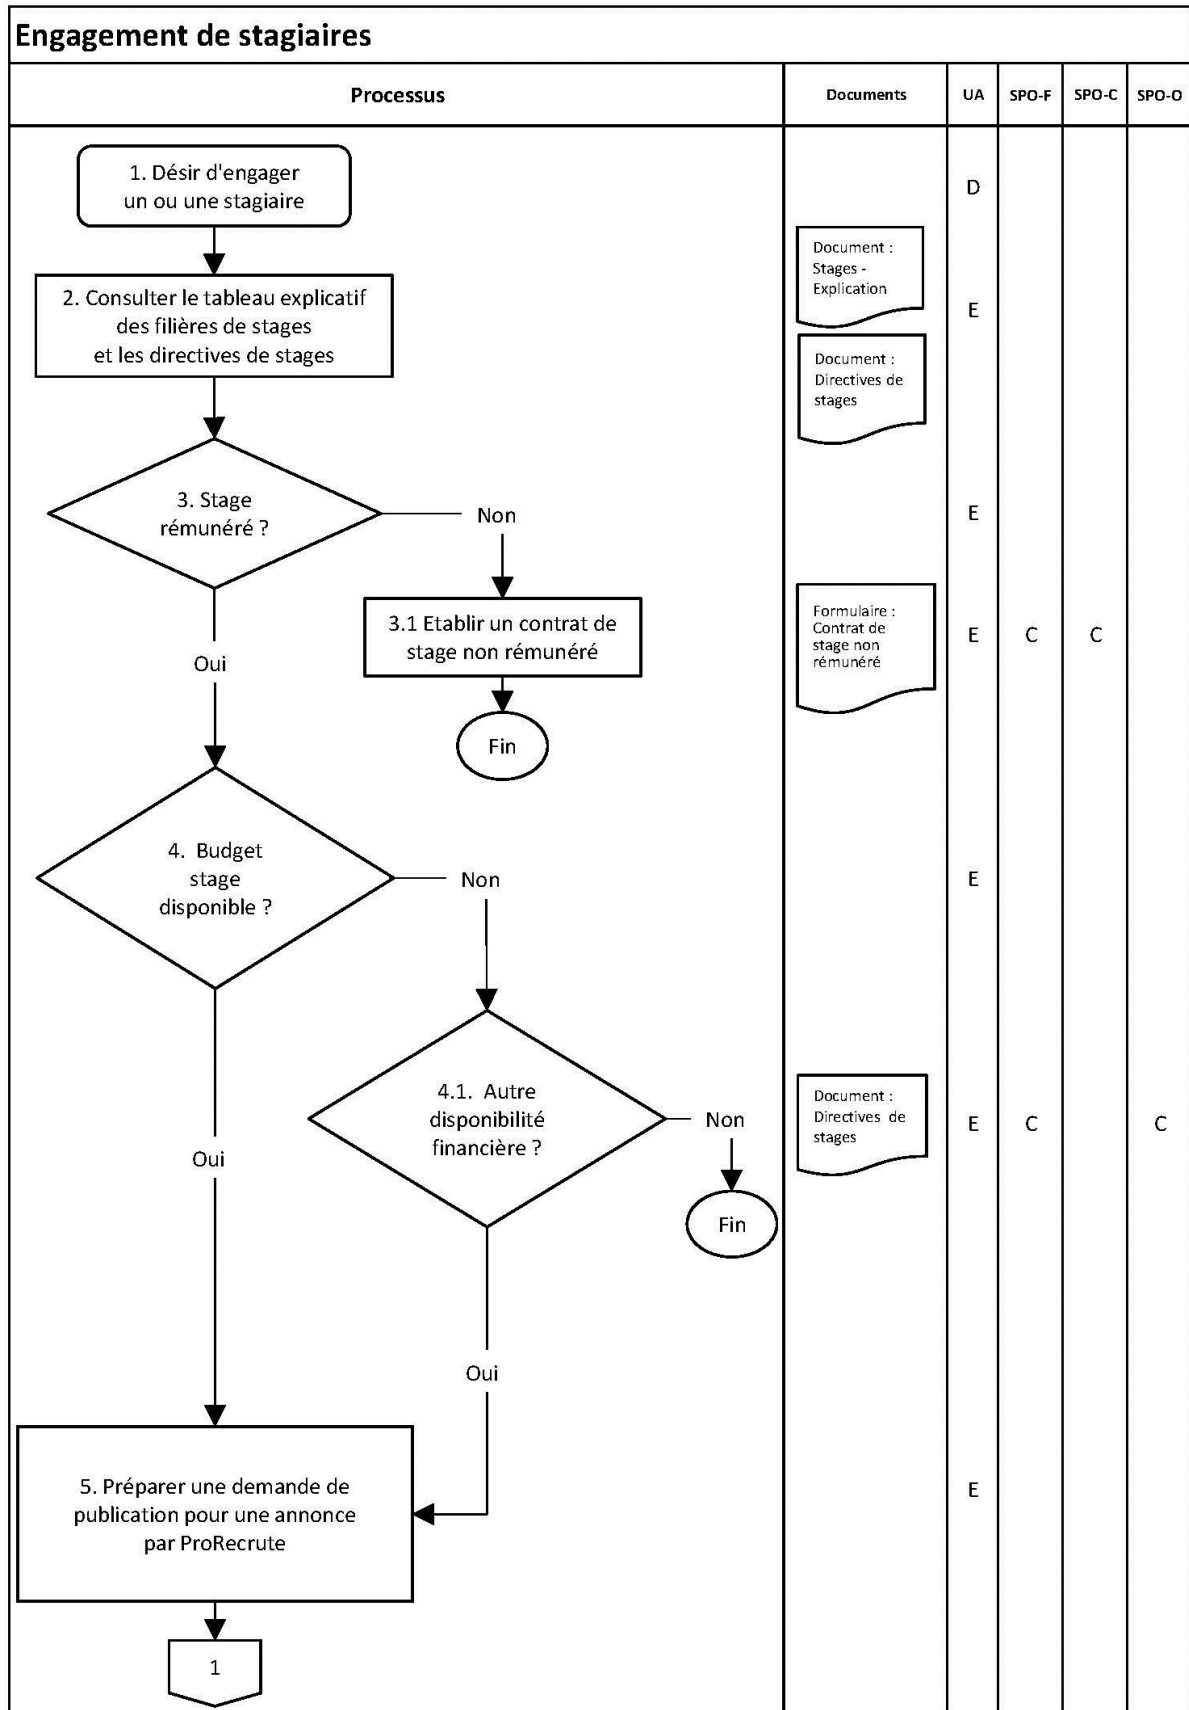 Engagement de stagiaires
Processus
Documents
UA
SPO-F
SPO-C
SPO-O
1. Désir d'engager
un ou une stagiaire
D
Document :
Stages -
Explication
2. Consulter le tableau explicatif
des filières de stages
et les directives de stages
E
Document :
Directives de
stages
3. Stage
rémunéré ?
Non
E
3.1 Etablir un contrat de
stage non rémunéré
Formulaire :
Contrat de
stage non
rémunéré
E
C
C
Oui
Fin
4. Budget
stage
disponible ?
Non
E
4.1. Autre
disponibilité
financière ?
Non
Document :
Directives de
stages
E
C
C
Oui
Fin
Oui
5. Préparer une demande de
publication pour une annonce
par ProRecrute
E
1